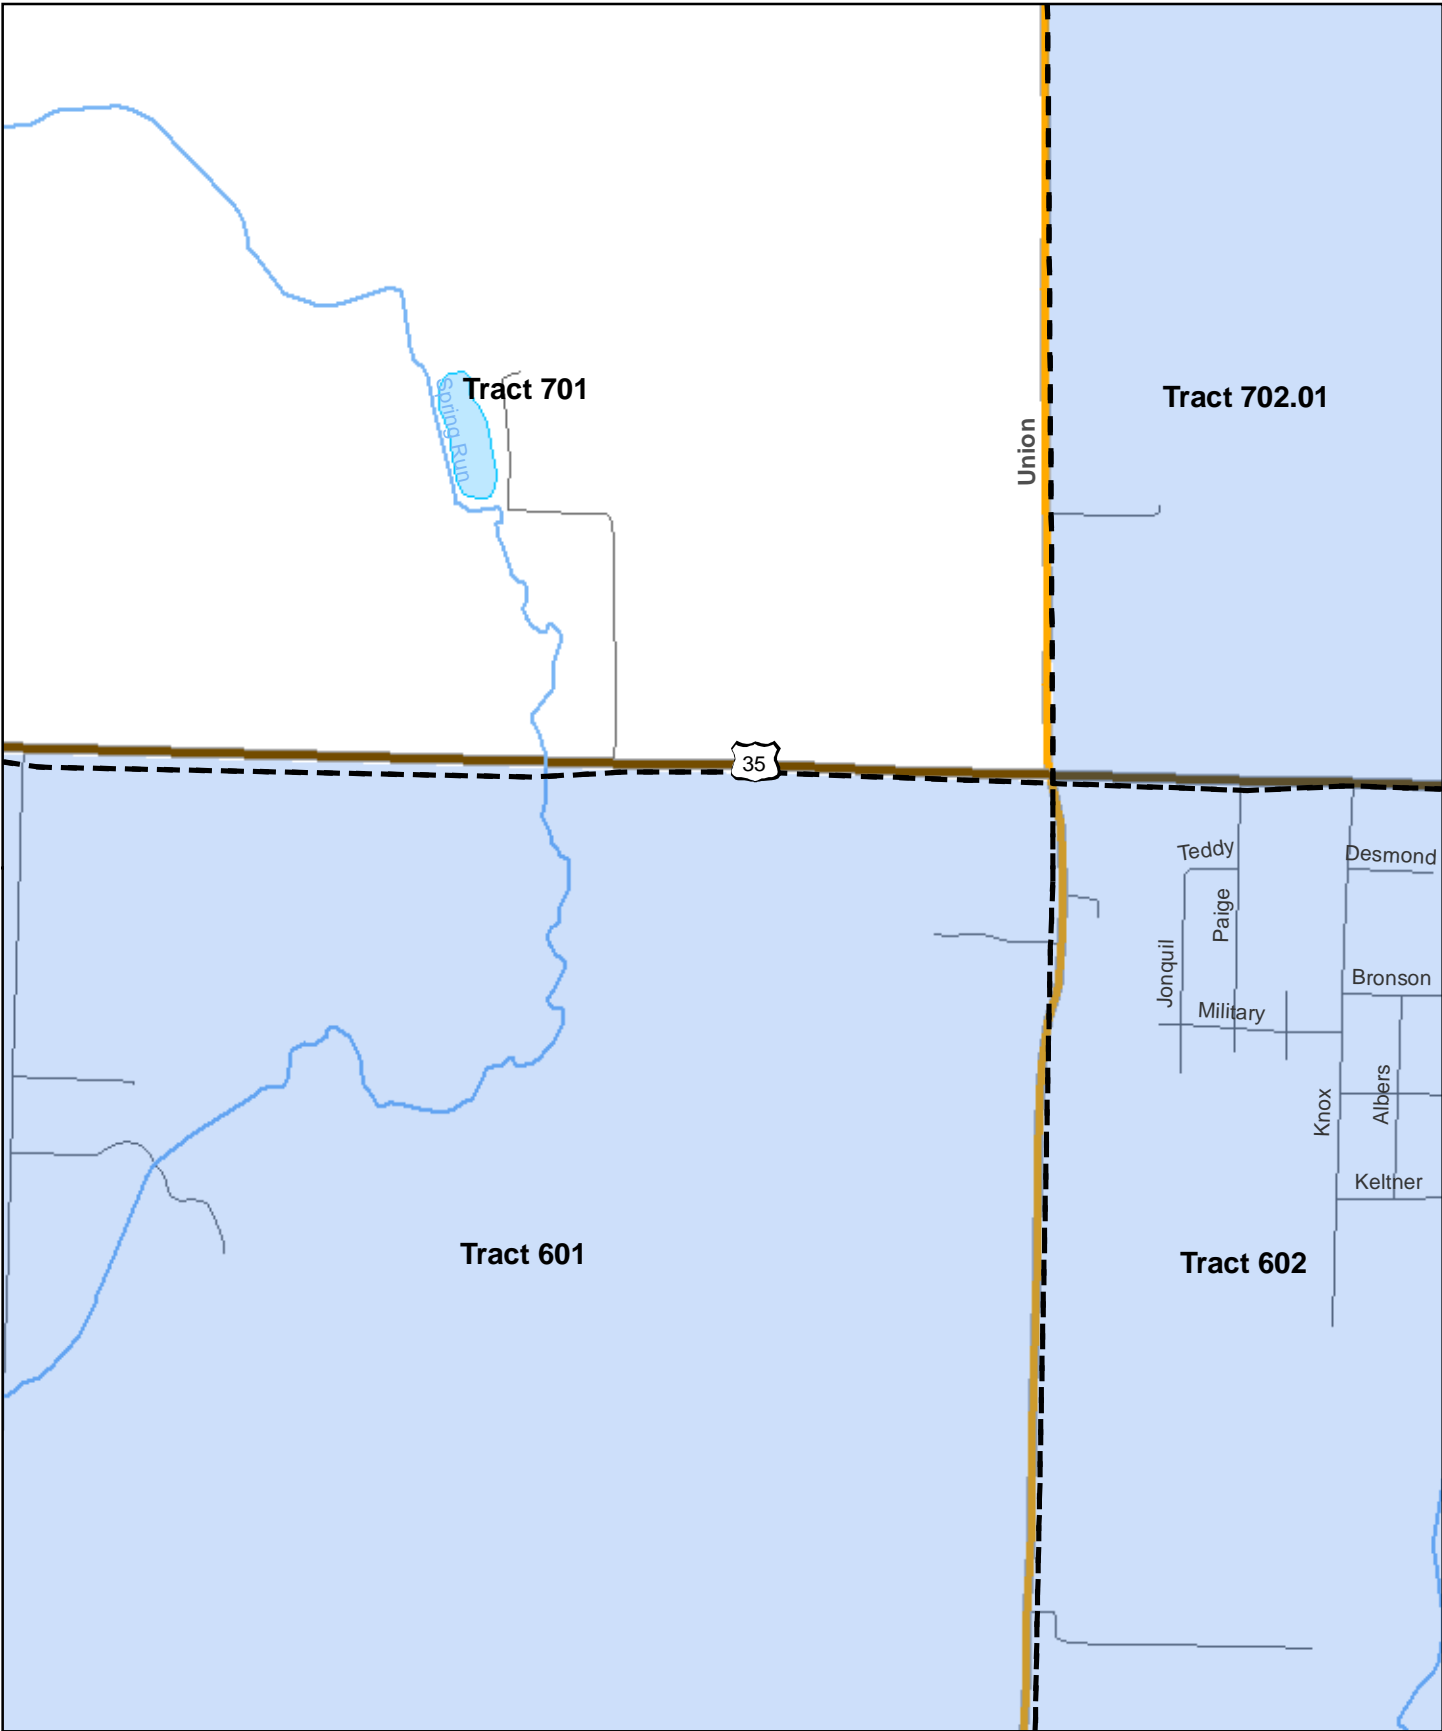 Tract 701
Tract 702.01
Spring Run
Union
35
Teddy
Desmond
Paige
Jonquil
Bronson
Military
Knox
Albers
Keltner
Tract 601
Tract 602